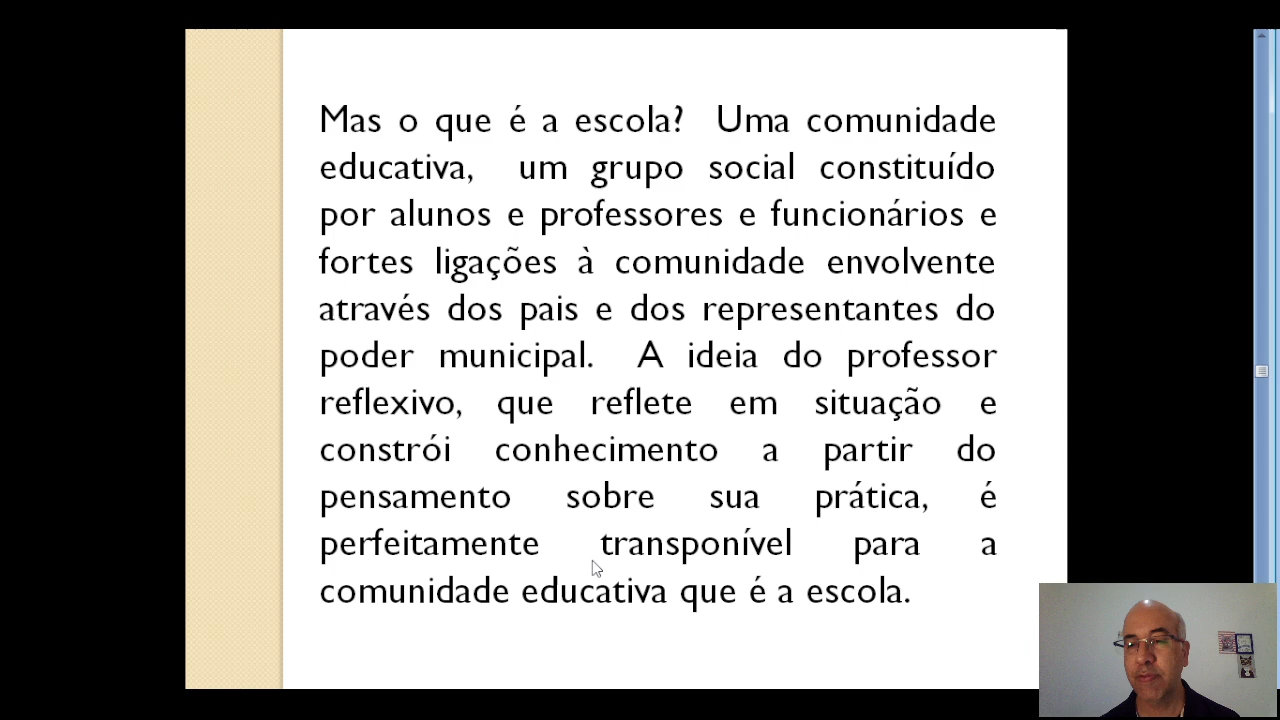 Mas o que é a escola? Uma comunidade
educativa, um grupo social constituído
por alunos e professores e funcionários e
fortes ligações à comunidade envolvente
através dos pais e dos representantes do
poder municipal. A ideia do professor
reflexivo, que reflete em situação e
constrói conhecimento a partir do
pensamento sobre sua prática, é
perfeitamente transponível para a
comunidade educativa que é a escola.